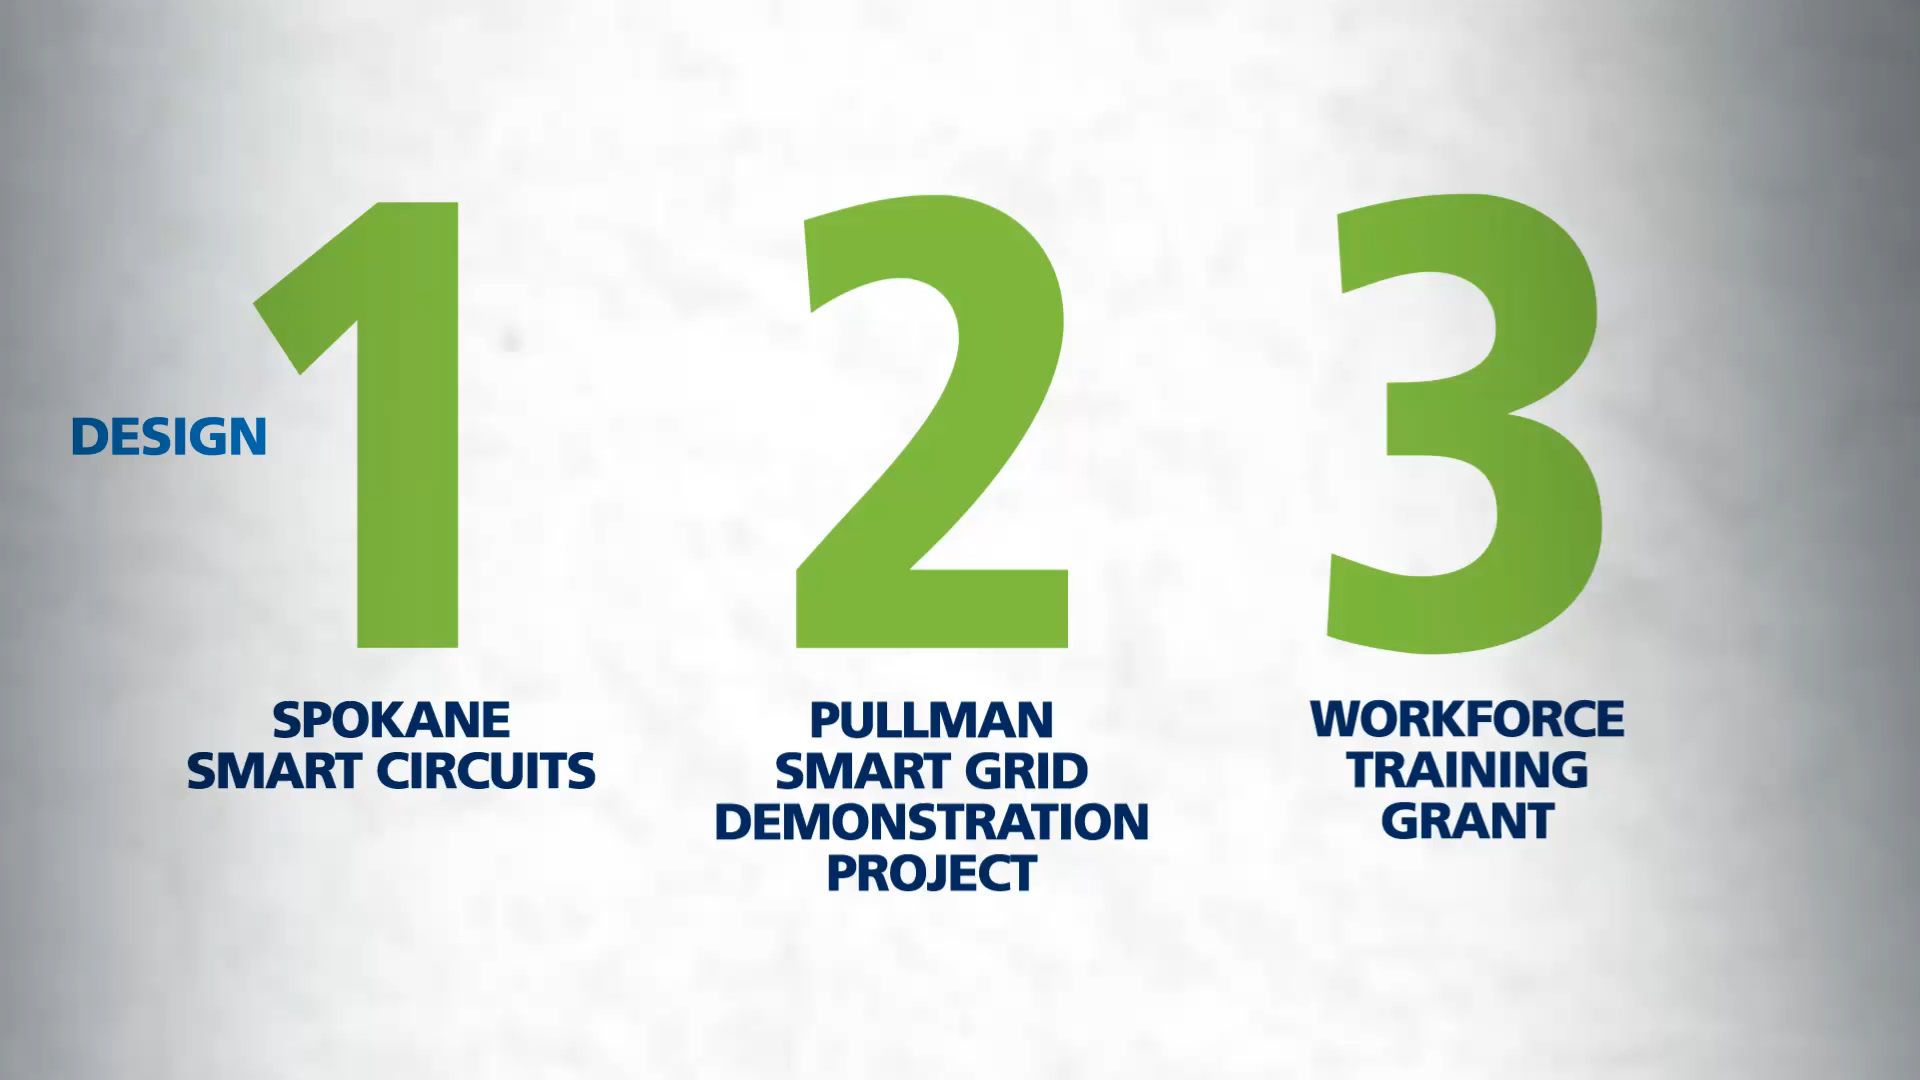 1
2
3
DESIGN
SPOKANE
SMART CIRCUITS
PULLMAN
SMART GRID
DEMONSTRATION
PROJECT
WORKFORCE
TRAINING
GRANT